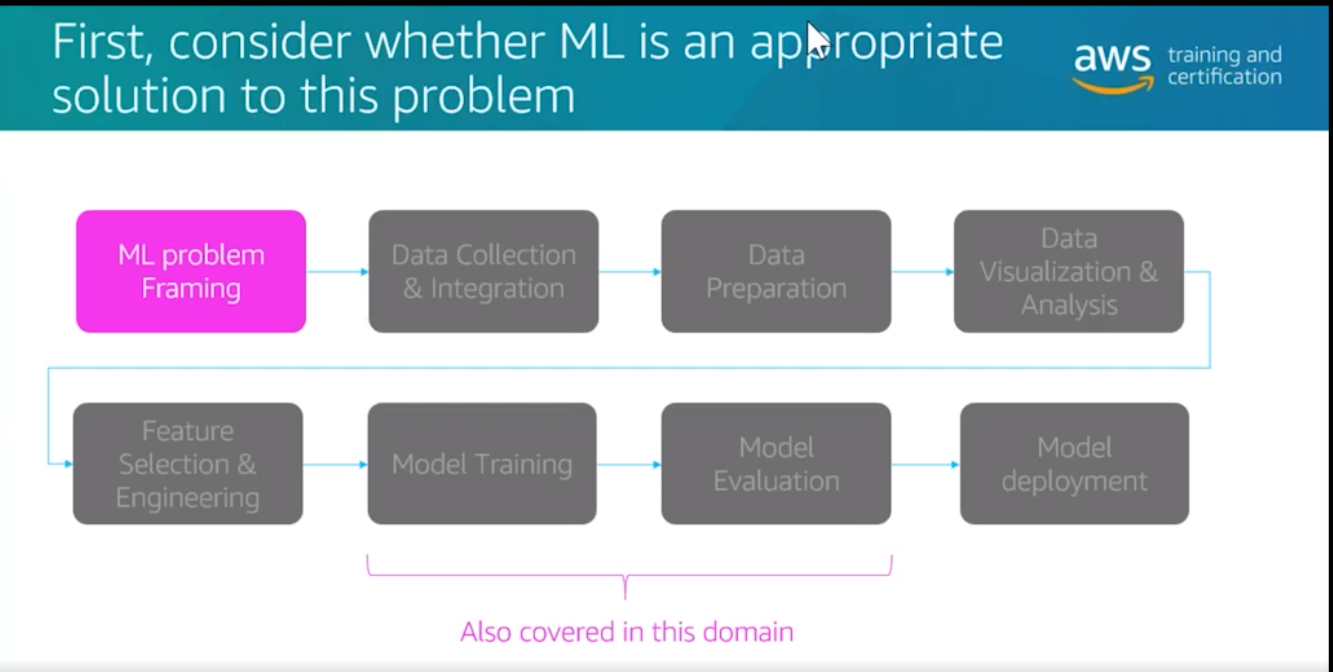 First, consider whether ML is an appropriate
solution to this problem
aws
training and
certification
ML problem
Framing
Data Collection
& Integration
Data
Preparation
Data
Visualization &
Analysis
Feature
Selection &
Engineering
Model Training
Model
Evaluation
Model
deployment
Also covered in this domain